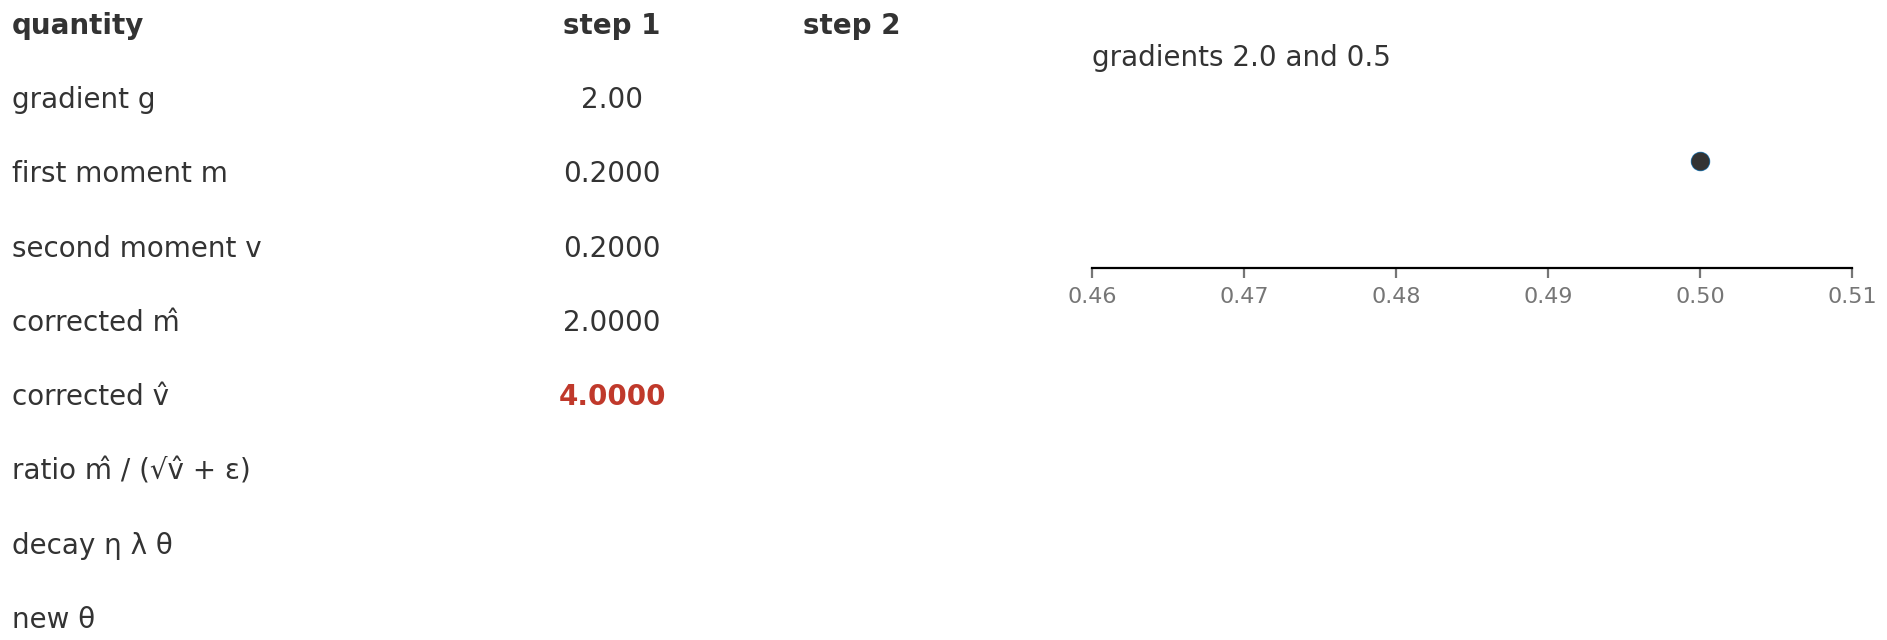 quantity step 1 step 2
gradients 2.0 and 0.5
gradient g 2.00
first moment m 0.2000
second moment v 0.2000
0.46 0.47 0.48 0.49 0.50 0.51
corrected m̂ 2.0000
corrected v̂ 4.0000
ratio m̂ / (√v̂ + ε)
decay η λ θ
new θ